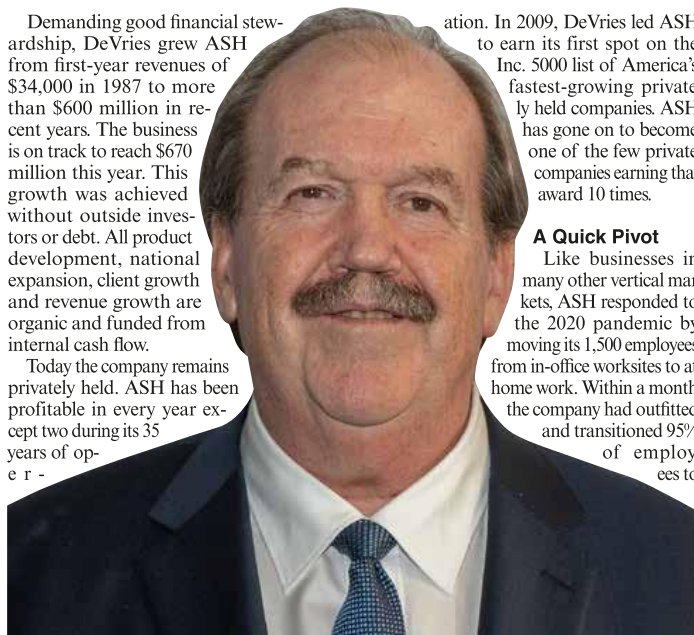 Demanding good financial stew-
ardship, DeVries grew ASH
from first-year revenues of
$34,000 in 1987 to more
than $600 million in re-
cent years. The business
is on track to reach $670
million this year. This
growth was achieved
without outside inves-
tors or debt. All product
development, national
expansion, client growth
and revenue growth are
organic and funded from
internal cash flow.
Today the company remains
privately held. ASH has been
profitable in every year ex-
cept two during its 35
years of op-
er-
ation. In 2009, DeVries led ASH
to earn its first spot on the
Inc. 5000 list of America's
fastest-growing private
ly held companies. ASH
has gone on to become
one of the few private
companies earning tha
award 10 times.
A Quick Pivot
Like businesses in
many other vertical mar
kets, ASH responded to
the 2020 pandemic by
moving its 1,500 employees
from in-office worksites to at
home work. Within a month
the company had outfitted
and transitioned 95%
of employ
ees to